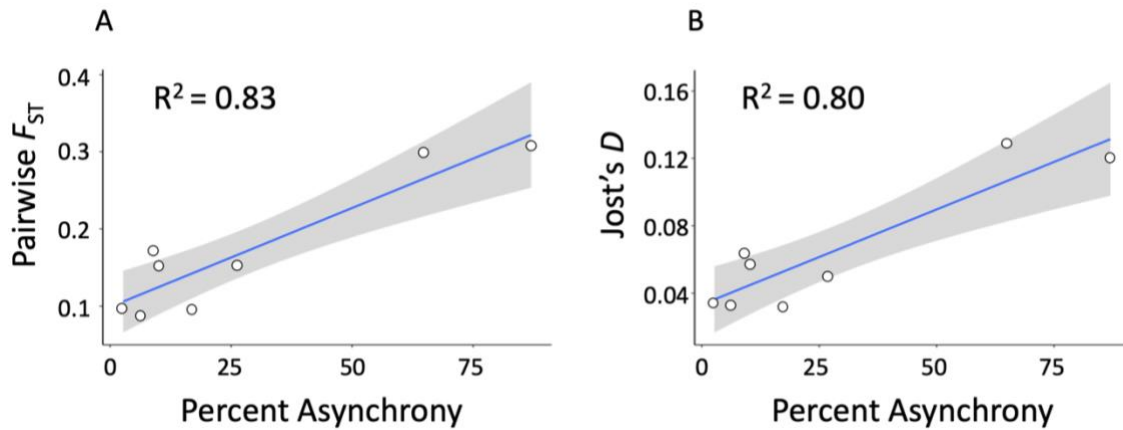 A
R² = 0.83
Pairwise FST
0.4
0.3
0.2
0.1
0 25 50 75
Percent Asynchrony
B
R² = 0.80
Jost's D
0.16
0.12
0.08
0.04
0 25 50 75
Percent Asynchrony